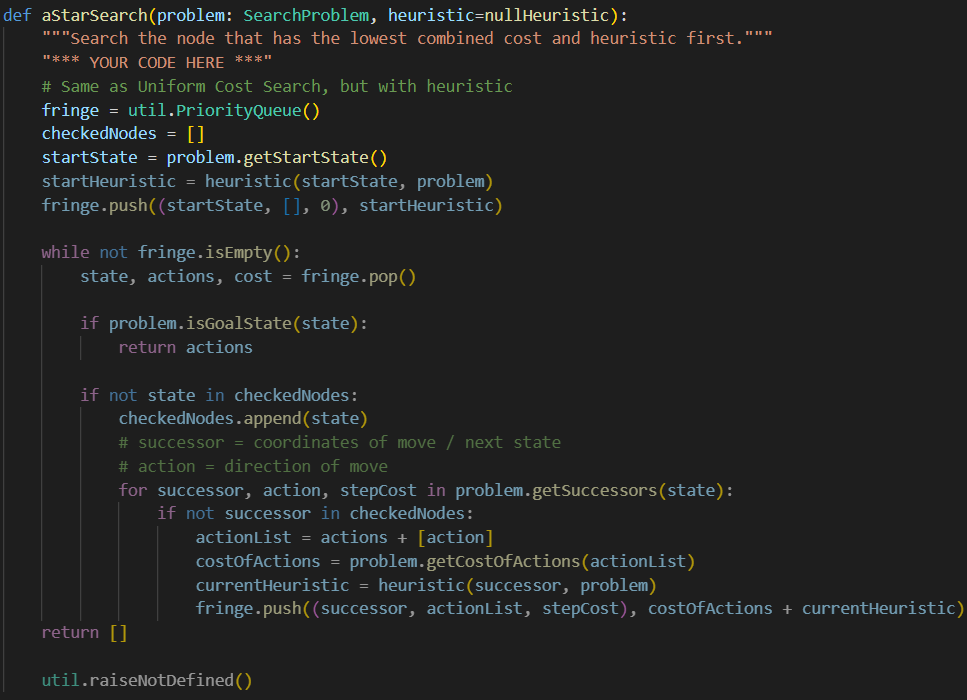 def aStarSearch(problem: SearchProblem, heuristic=nullHeuristic):
    """Search the node that has the lowest combined cost and heuristic first."""
    "*** YOUR CODE HERE ***"
    # Same as Uniform Cost Search, but with heuristic
    fringe = util.PriorityQueue()
    checkedNodes = []
    startState = problem.getStartState()
    startHeuristic = heuristic(startState, problem)
    fringe.push((startState, [], 0), startHeuristic)

    while not fringe.isEmpty():
        state, actions, cost = fringe.pop()

        if problem.isGoalState(state):
            return actions

        if not state in checkedNodes:
            checkedNodes.append(state)
            # successor = coordinates of move / next state
            # action = direction of move
            for successor, action, stepCost in problem.getSuccessors(state):
                if not successor in checkedNodes:
                    actionList = actions + [action]
                    costOfActions = problem.getCostOfActions(actionList)
                    currentHeuristic = heuristic(successor, problem)
                    fringe.push((successor, actionList, stepCost), costOfActions + currentHeuristic)
    return []

    util.raiseNotDefined()